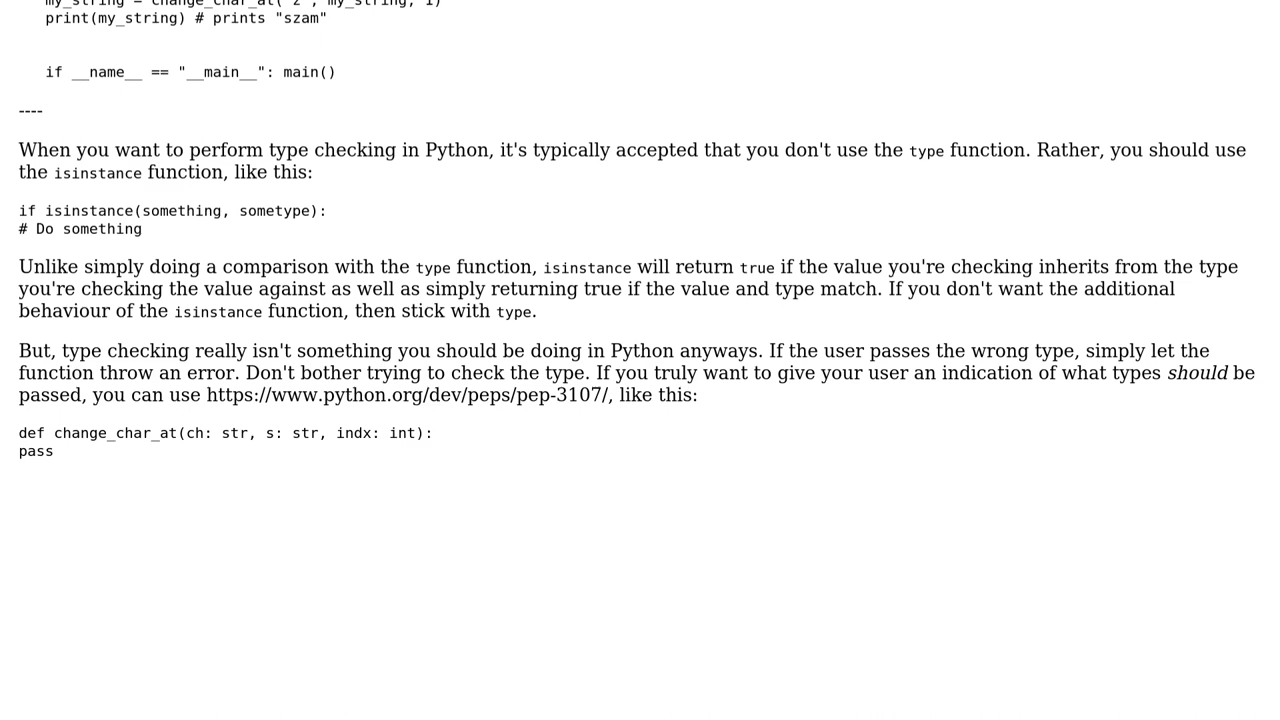 my_string = change_char_at("z", my_string, 1)
print(my_string) # prints "szam"
if __name__ == "__main__": main()
----
When you want to perform type checking in Python, it's typically accepted that you don't use the type function. Rather, you should use
the isinstance function, like this:
if isinstance(something, sometype):
# Do something
Unlike simply doing a comparison with the type function, isinstance will return true if the value you're checking inherits from the type
you're checking the value against as well as simply returning true if the value and type match. If you don't want the additional
behaviour of the isinstance function, then stick with type.
But, type checking really isn't something you should be doing in Python anyways. If the user passes the wrong type, simply let the
function throw an error. Don't bother trying to check the type. If you truly want to give your user an indication of what types should be
passed, you can use https://www.python.org/dev/peps/pep-3107/, like this:
def change_char_at(ch: str, s: str, indx: int):
pass